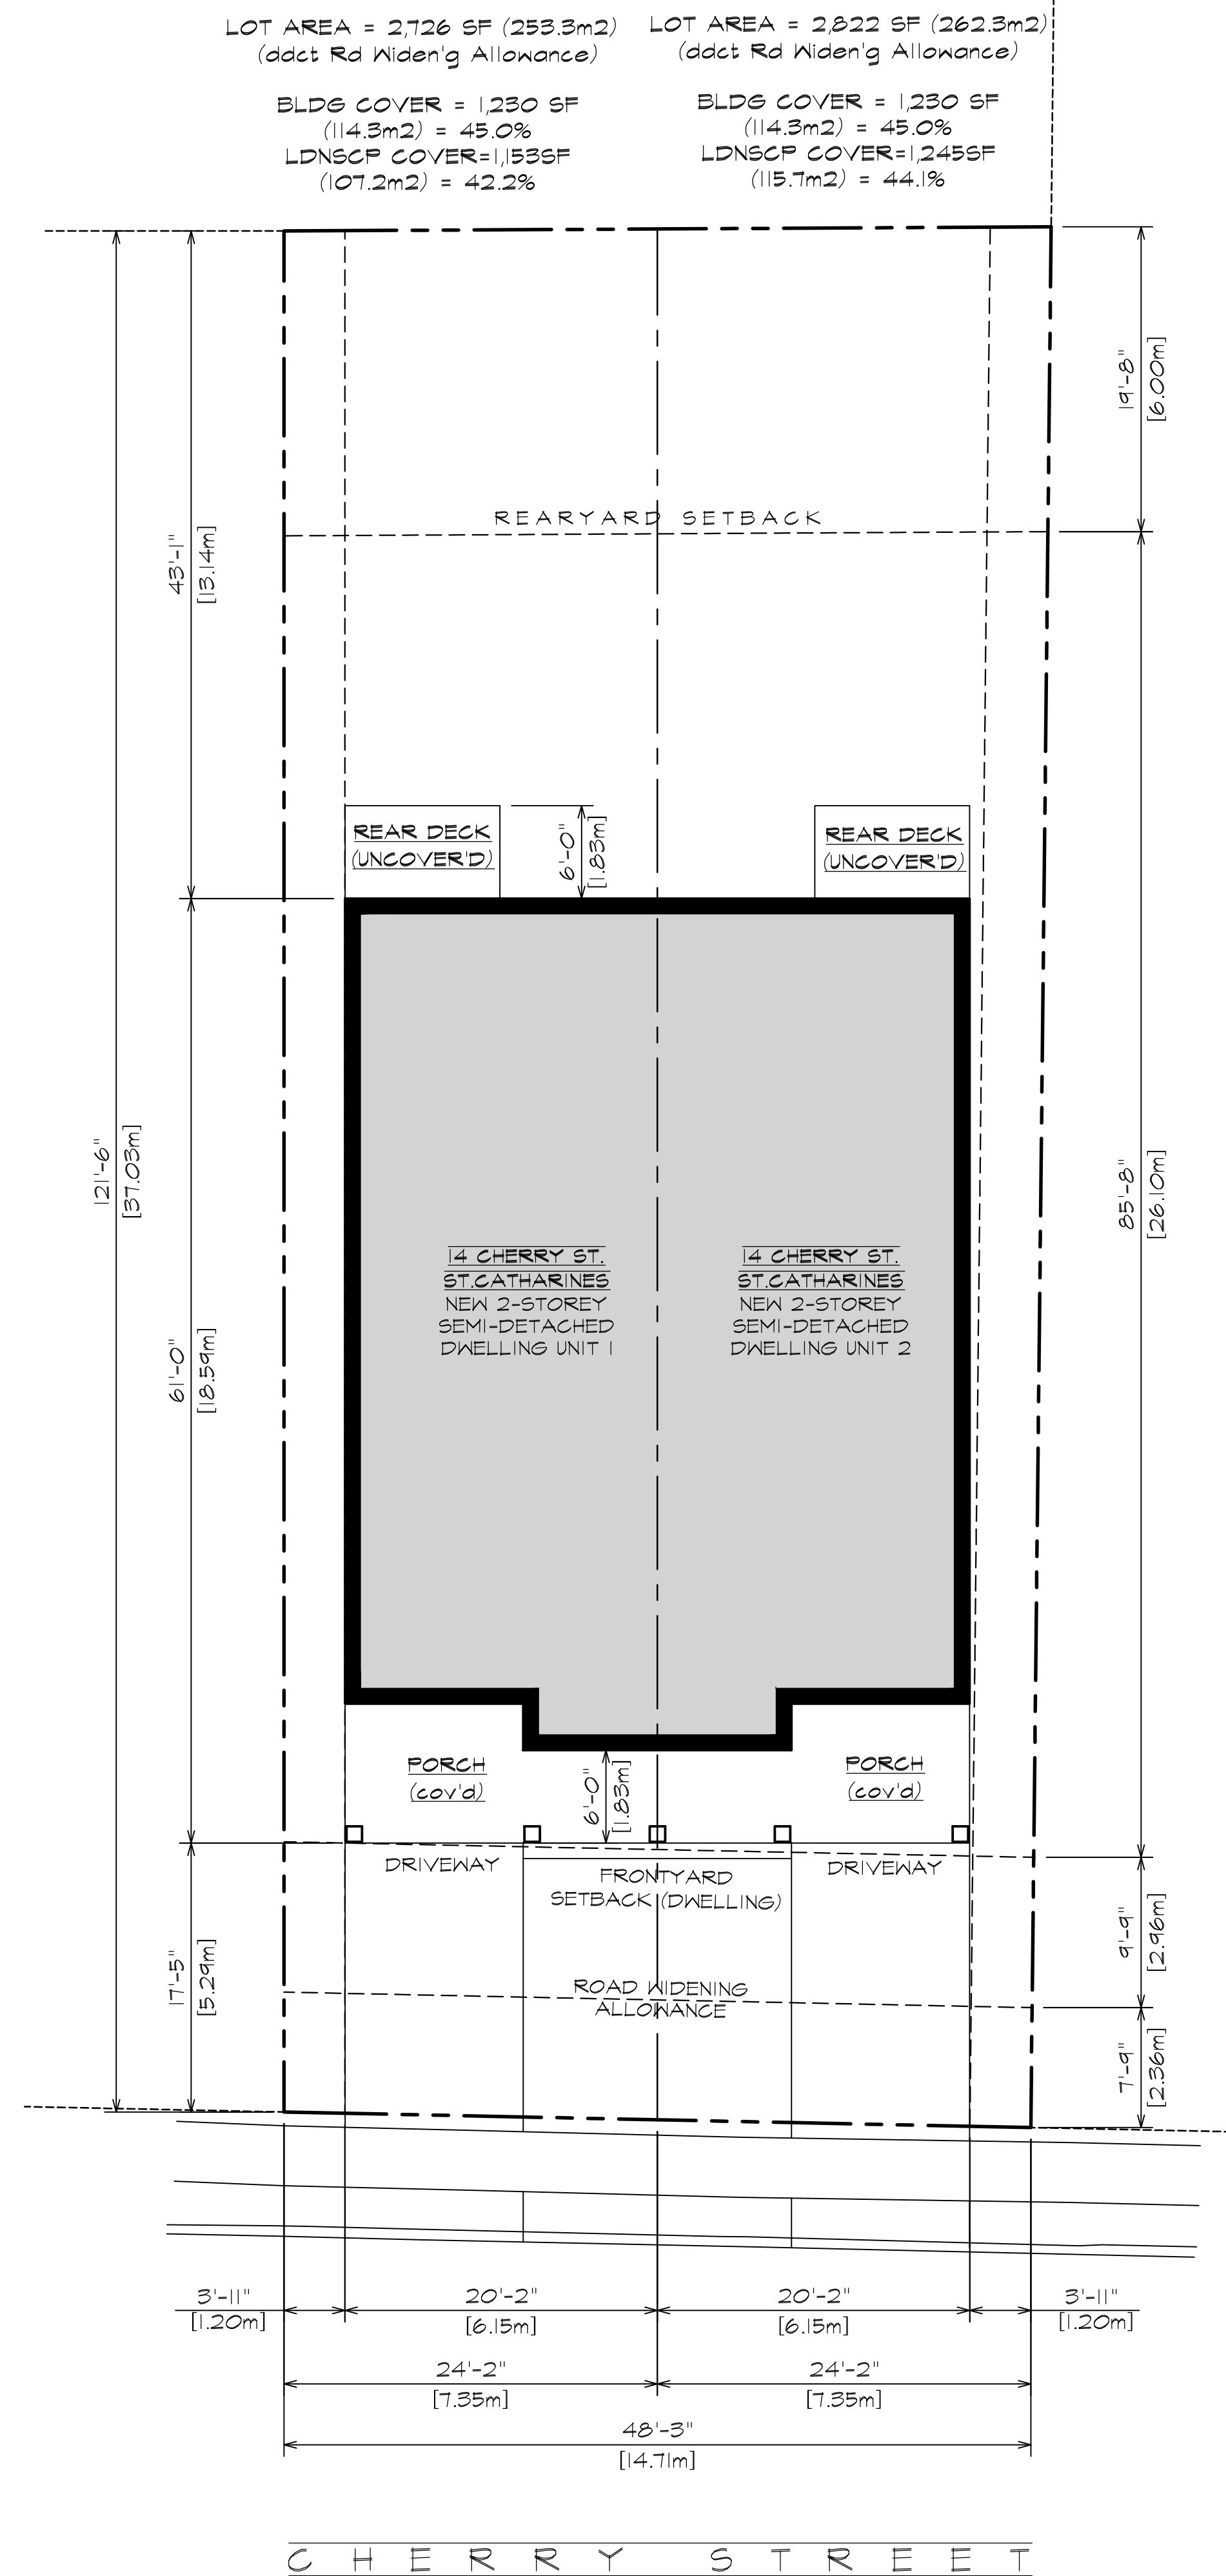 LOT AREA = 2,726 SF (253.3m2)
(ddct Rd Widen'g Allowance)
BLDG COVER = 1,230 SF
(114.3m2) = 45.0%
LDNSCP COVER=1,153SF
(107.2m2) = 42.2%
LOT AREA = 2,822 SF (262.3m2)
(ddct Rd Widen'g Allowance)
BLDG COVER = 1,230 SF
(114.3m2) = 45.0%
LDNSCP COVER=1,245SF
(115.7m2) = 44.1%
19'-8"
[6.00m]
REARYARD SETBACK
43'-1"
[13.14m]
REAR DECK
(UNCOVER'D)
6'-0"
[1.83m]
REAR DECK
(UNCOVER'D)
121'-6"
[37.03m]
85'-8"
[26.10m]
61'-0"
[18.59m]
14 CHERRY ST.
ST.CATHARINES
NEW 2-STOREY
SEMI-DETACHED
DWELLING UNIT 1
14 CHERRY ST.
ST.CATHARINES
NEW 2-STOREY
SEMI-DETACHED
DWELLING UNIT 2
PORCH
(cov'd)
6'-0"
[1.83m]
PORCH
(cov'd)
DRIVEWAY
FRONTYARD
SETBACK (DWELLING)
DRIVEWAY
17'-5"
[5.29m]
9'-9"
[2.96m]
ROAD WIDENING
ALLOWANCE
7'-9"
[2.36m]
3'-11"
[1.20m]
20'-2"
[6.15m]
20'-2"
[6.15m]
3'-11"
[1.20m]
24'-2"
[7.35m]
24'-2"
[7.35m]
48'-3"
[14.71m]
CHERRY STREET